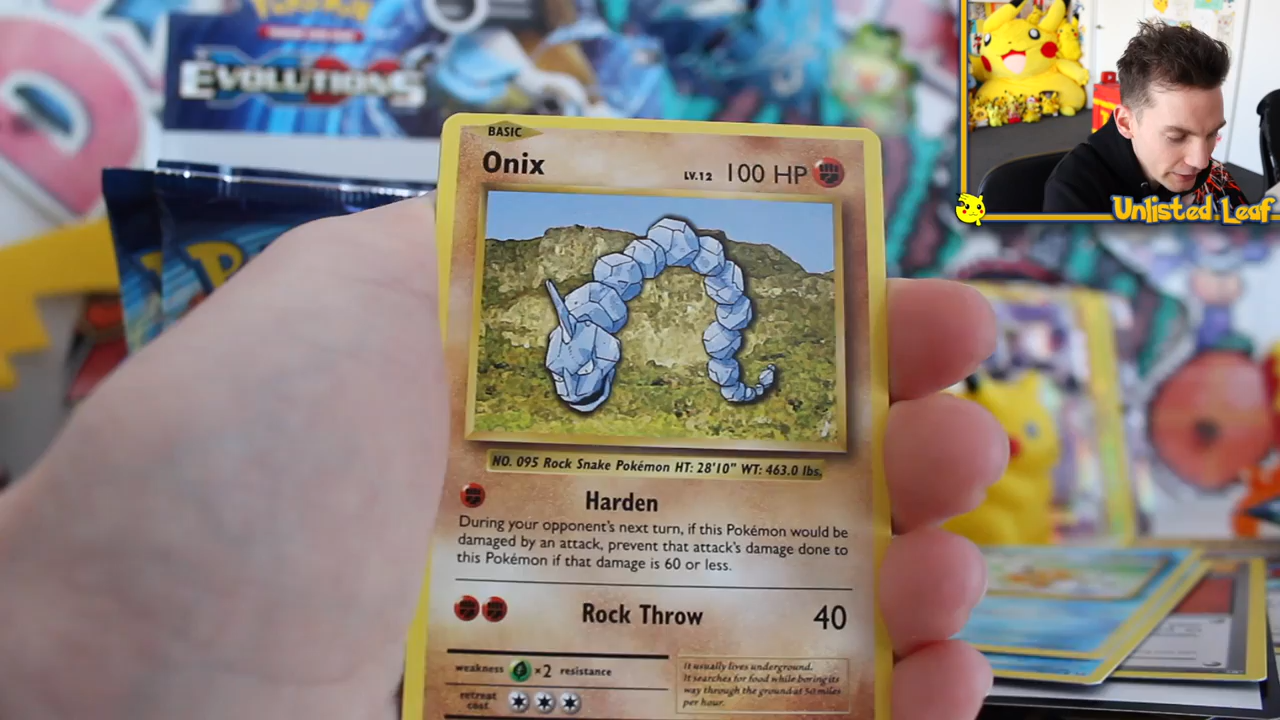 Pokémon
EVOLUTIONS
BASIC
Onix
LV.12 100 HP
NO. 095 Rock Snake Pokémon HT: 28'10" WT: 463.0 lbs.
Harden
During your opponent's next turn, if this Pokémon would be
damaged by an attack, prevent that attack's damage done to
this Pokémon if that damage is 60 or less.
Rock Throw 40
weakness ×2 resistance
retreat
cost
It usually lives underground.
It searches for food while boring its
way through the ground at 50 miles
per hour.
Unlisted Leaf